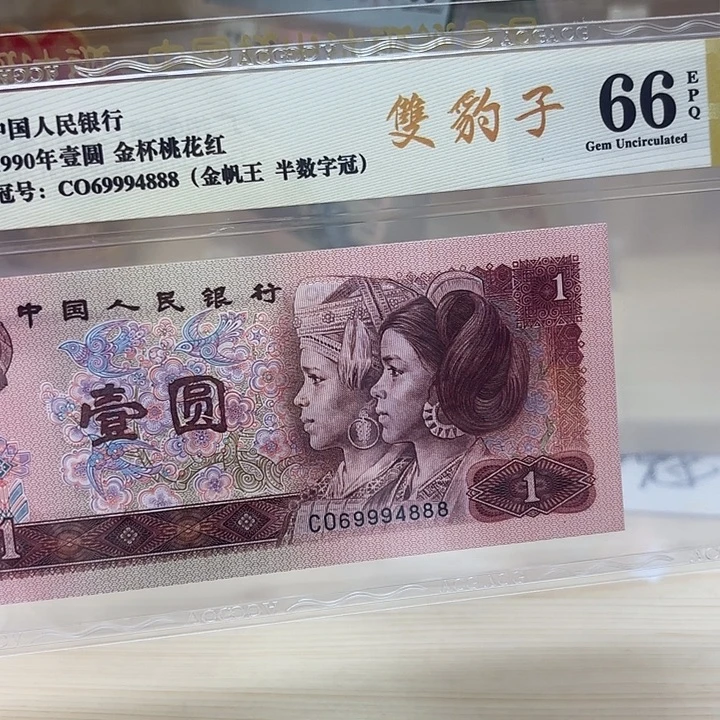 中国人民银行
990年壹圆 金杯桃花红
冠号：CO69994888（金帆王 半数字冠）
雙豹子
66
EPQ
Gem Uncirculated
中国人民银行
1
壹圆
CO69994888
1
1